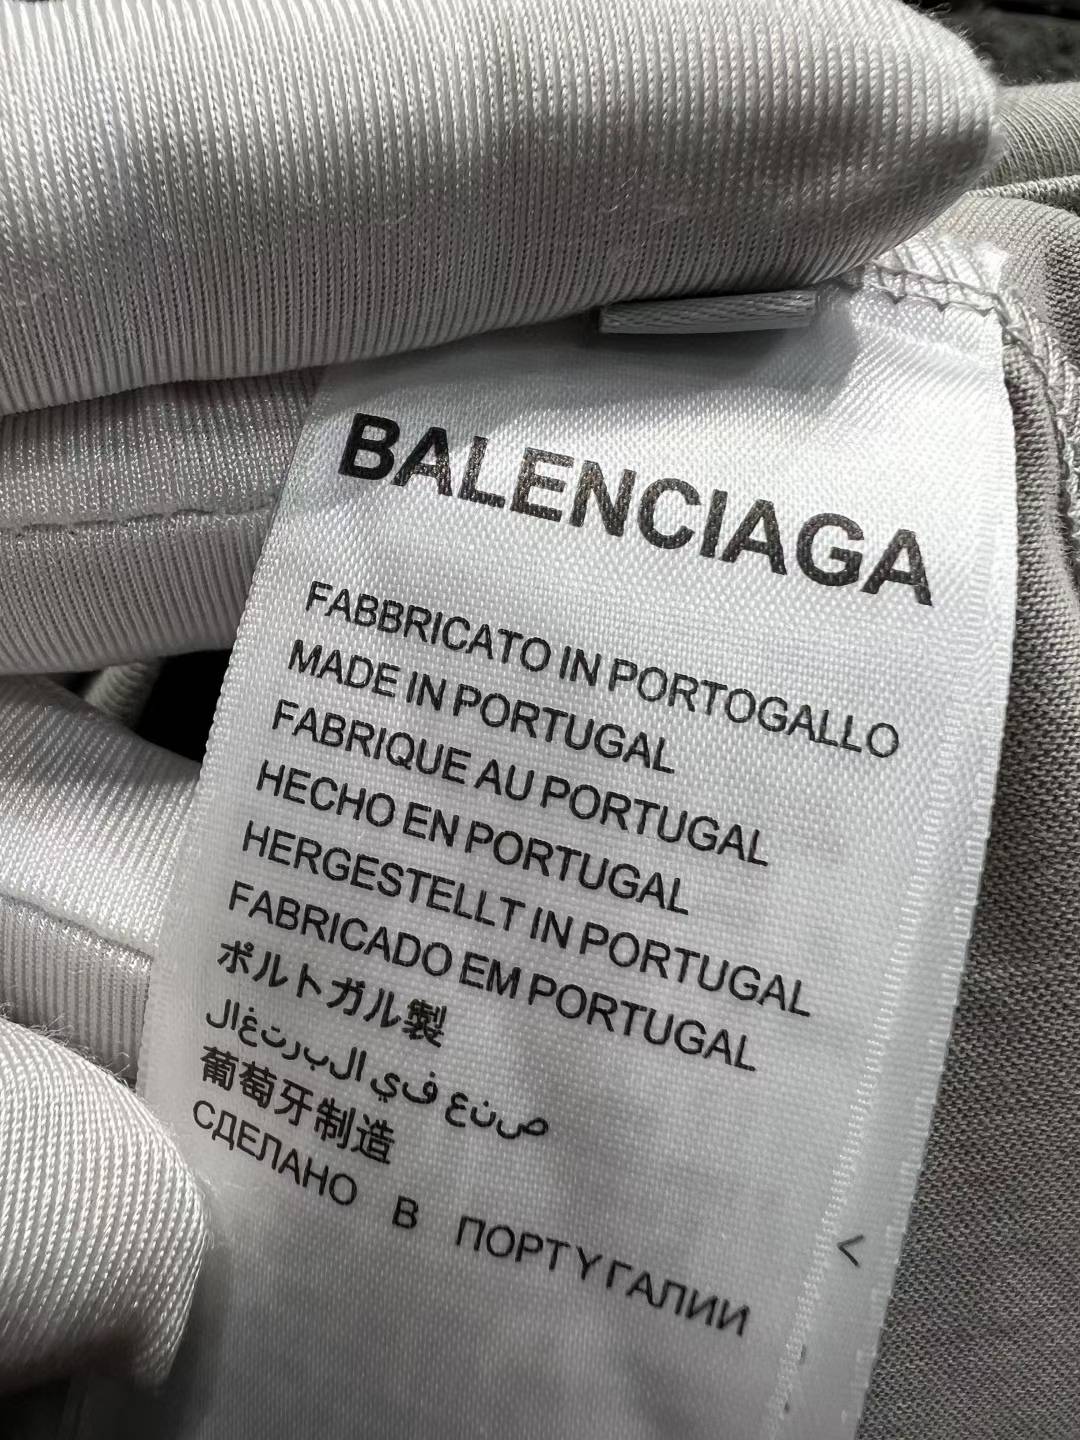 BALENCIAGA
FABBRICATO IN PORTOGALLO
MADE IN PORTUGAL
FABRIQUE AU PORTUGAL
HECHO EN PORTUGAL
HERGESTELLT IN PORTUGAL
FABRICADO EM PORTUGAL
ポルトガル製
صنع في البرتغال
葡萄牙制造
СДЕЛАНО В ПОРТУГАЛИИ
<